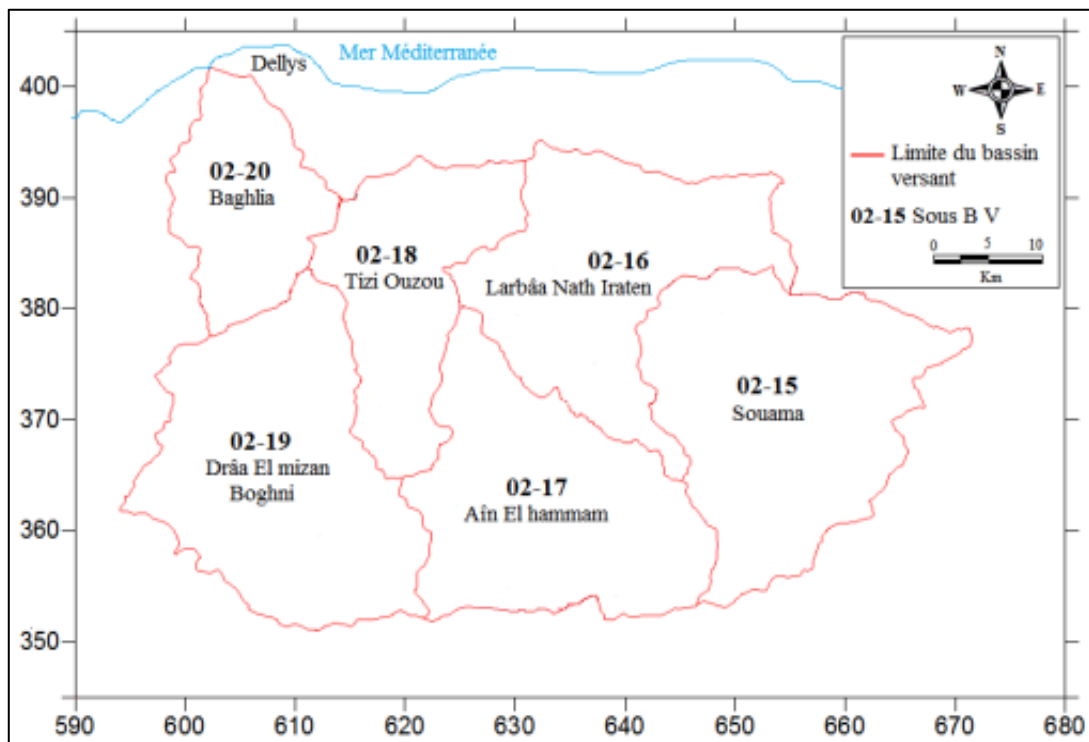 Mer Méditerranée
Dellys
400
390
380
370
360
350
02-20
Baghlia
02-18
Tizi Ouzou
02-16
Larbâa Nath Iraten
02-15
Souama
02-19
Drâa El mizan
Boghni
02-17
Aîn El hammam
N
W E
S
Limite du bassin
versant
02-15 Sous B V
0 5 10
Km
590 600 610 620 630 640 650 660 670 680